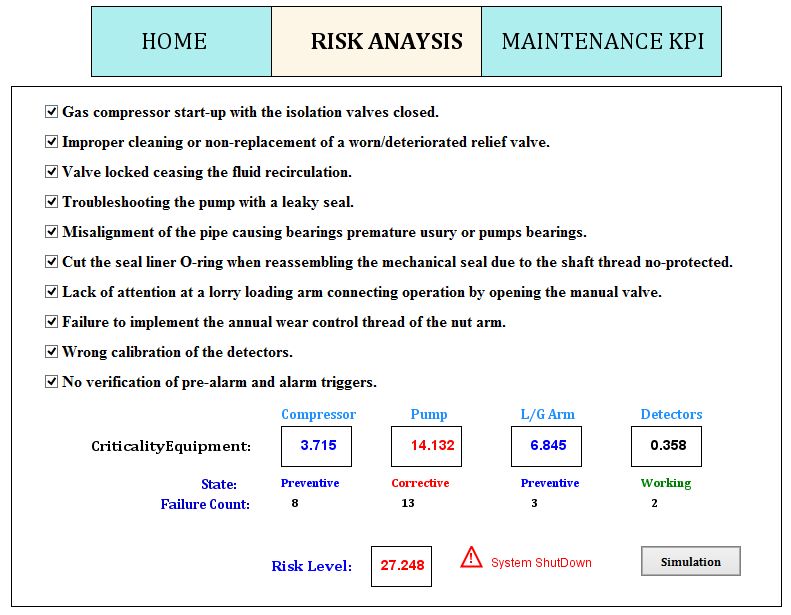 HOME RISK ANAYSIS MAINTENANCE KPI
Gas compressor start-up with the isolation valves closed.
Improper cleaning or non-replacement of a worn/deteriorated relief valve.
Valve locked ceasing the fluid recirculation.
Troubleshooting the pump with a leaky seal.
Misalignment of the pipe causing bearings premature usury or pumps bearings.
Cut the seal liner O-ring when reassembling the mechanical seal due to the shaft thread no-protected.
Lack of attention at a lorry loading arm connecting operation by opening the manual valve.
Failure to implement the annual wear control thread of the nut arm.
Wrong calibration of the detectors.
No verification of pre-alarm and alarm triggers.
Compressor Pump L/G Arm Detectors
CriticalityEquipment: 3.715 14.132 6.845 0.358
State: Preventive Corrective Preventive Working
Failure Count: 8 13 3 2
Risk Level: 27.248 System ShutDown Simulation